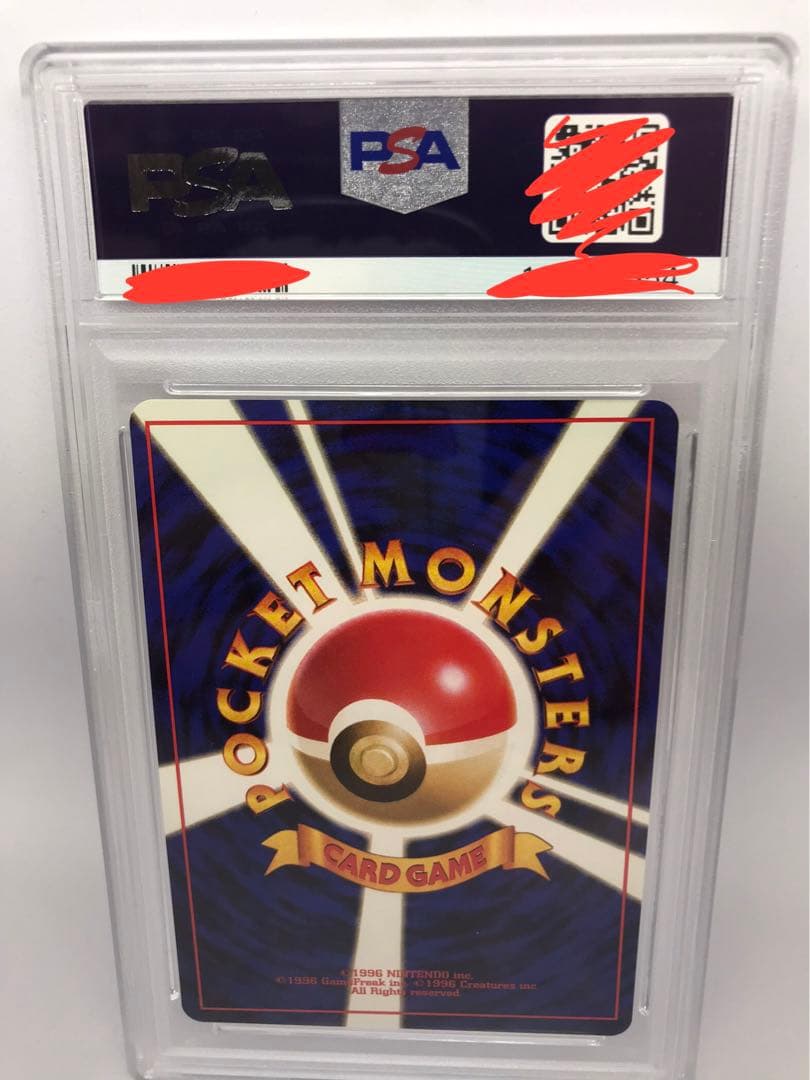 PSA
PSA
POCKET MONSTERS
CARD GAME
©1996 NINTENDO inc.
©1996 GameFreak inc. ©1996 Creatures inc.
All Rights reserved